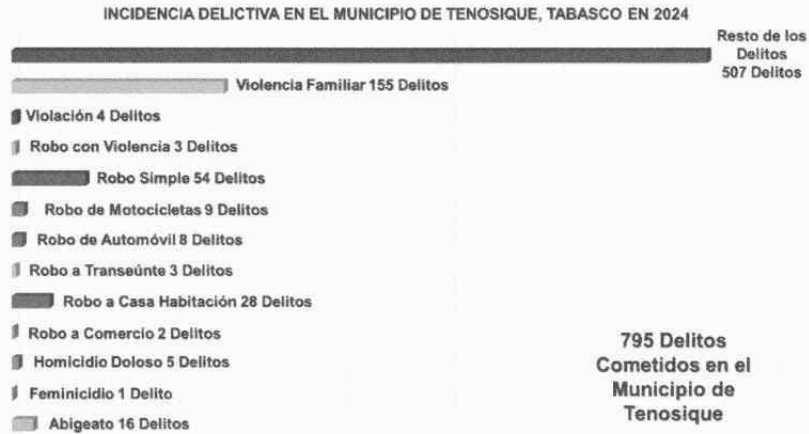 INCIDENCIA DELICTIVA EN EL MUNICIPIO DE TENOSIQUE, TABASCO EN 2024
Resto de los
Delitos
507 Delitos
Violencia Familiar 155 Delitos
Violación 4 Delitos
Robo con Violencia 3 Delitos
Robo Simple 54 Delitos
Robo de Motocicletas 9 Delitos
Robo de Automóvil 8 Delitos
Robo a Transeúnte 3 Delitos
Robo a Casa Habitación 28 Delitos
Robo a Comercio 2 Delitos
Homicidio Doloso 5 Delitos
Feminicidio 1 Delito
Abigeato 16 Delitos
795 Delitos
Cometidos en el
Municipio de
Tenosique